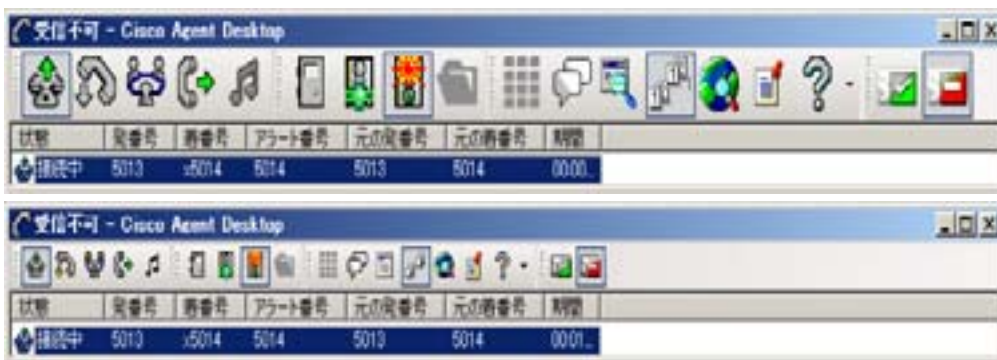 受信不可 - Cisco Agent Desktop
状態 発番号 着番号 アラート番号 元の発番号 元の着番号 期間
接続中 5013 x5014 5014 5013 5014 00:00...
受信不可 - Cisco Agent Desktop
状態 発番号 着番号 アラート番号 元の発番号 元の着番号 期間
接続中 5013 x5014 5014 5013 5014 00:01...